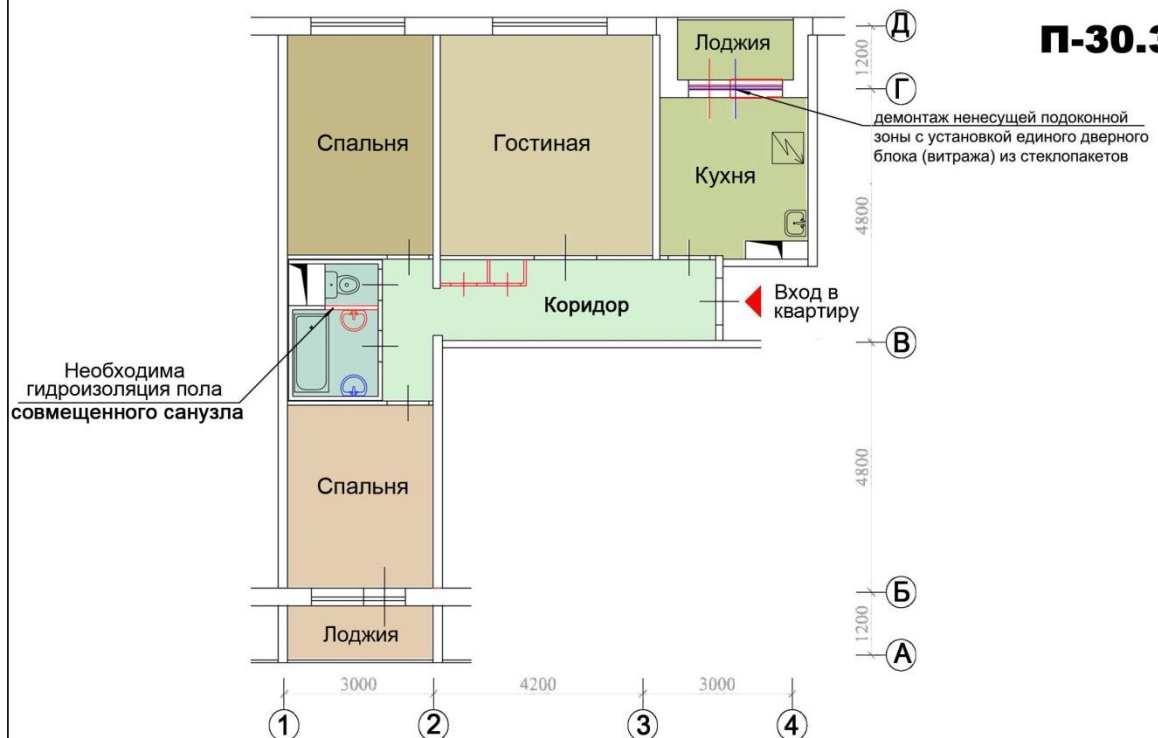 П-30.3
Д
Лоджия
1200
Г
демонтаж ненесущей подоконной
зоны с установкой единого дверного
блока (витража) из стеклопакетов
Спальня
Гостиная
Кухня
4800
Коридор
Вход в
квартиру
В
Необходима
гидроизоляция пола
совмещенного санузла
4800
Спальня
Б
1200
Лоджия
А
3000
4200
3000
1
2
3
4